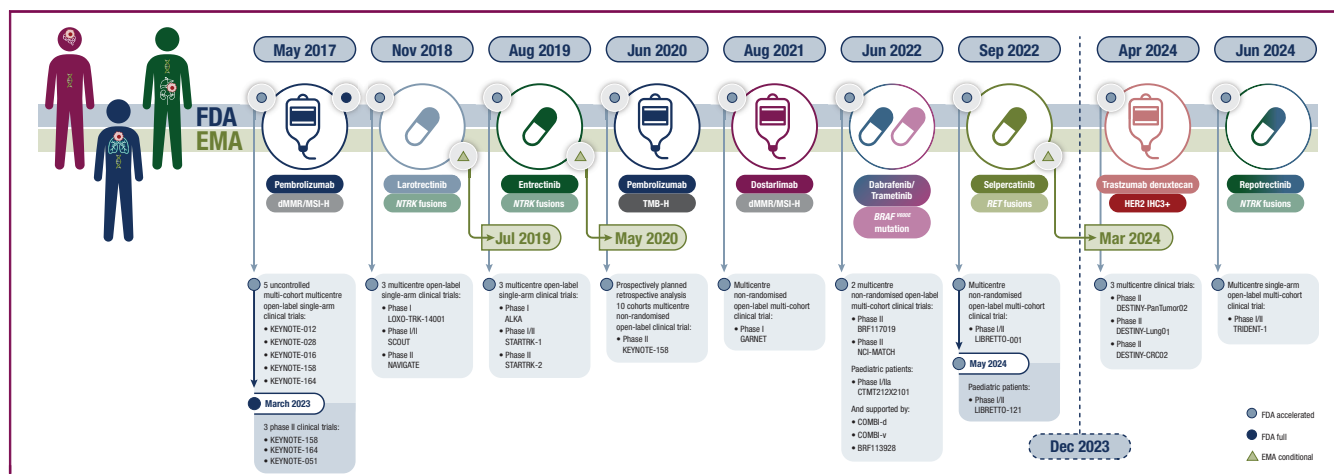 May 2017
Nov 2018
Aug 2019
Jun 2020
Aug 2021
Jun 2022
Sep 2022
Apr 2024
Jun 2024
FDA
EMA
Pembrolizumab
dMMR/MSI-H
Larotrectinib
NTRK fusions
Entrectinib
NTRK fusions
Pembrolizumab
TMB-H
Dostarlimab
dMMR/MSI-H
Dabrafenib/
Trametinib
BRAF V600E
mutation
Selpercatinib
RET fusions
Trastzumab deruxtecan
HER2 IHC3+
Repotrectinib
NTRK fusions
Jul 2019
May 2020
Mar 2024
5 uncontrolled
multi-cohort multicentre
open-label single-arm
clinical trials:
• KEYNOTE-012
• KEYNOTE-028
• KEYNOTE-016
• KEYNOTE-158
• KEYNOTE-164
March 2023
3 phase II clinical trials:
• KEYNOTE-158
• KEYNOTE-164
• KEYNOTE-051
3 multicentre open-label
single-arm clinical trials:
• Phase I
LOXO-TRK-14001
• Phase I/II
SCOUT
• Phase II
NAVIGATE
3 multicentre open-label
single-arm clinical trials:
• Phase I
ALKA
• Phase I/II
STARTRK-1
• Phase II
STARTRK-2
Prospectively planned
retrospective analysis
10 cohorts multicentre
non-randomised
open-label clinical trial:
• Phase II
KEYNOTE-158
Multicentre
non-randomised
open-label multi-cohort
clinical trial:
• Phase I
GARNET
2 multicentre
non-randomised open-label
multi-cohort clinical trials:
• Phase II
BRF117019
• Phase II
NCI-MATCH
Paediatric patients:
• Phase I/IIa
CTMT212X2101
And supported by:
• COMBI-d
• COMBI-v
• BRF113928
Multicentre
non-randomised
open-label multi-cohort
clinical trial:
• Phase I/II
LIBRETTO-001
May 2024
Paediatric patients:
• Phase I/II
LIBRETTO-121
Dec 2023
3 multicentre clinical trials:
• Phase II
DESTINY-PanTumor02
• Phase II
DESTINY-Lung01
• Phase II
DESTINY-CRC02
Multicentre single-arm
open-label multi-cohort
clinical trial:
• Phase I/II
TRIDENT-1
FDA accelerated
FDA full
EMA conditional